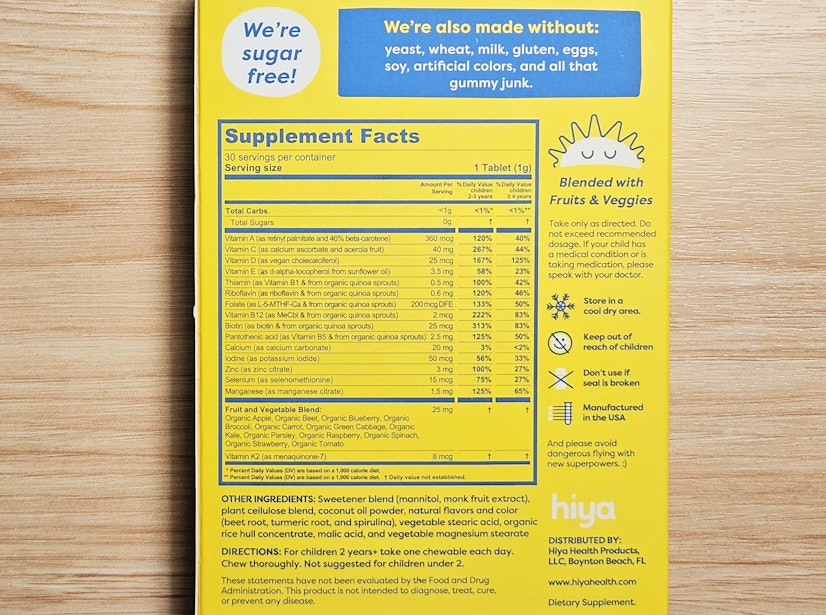 We're
sugar
free!
We're also made without:
yeast, wheat, milk, gluten, eggs,
soy, artificial colors, and all that
gummy junk.
Supplement Facts
30 servings per container
Serving size 1 Tablet (1g)
Amount Per Serving % Daily Value children 2-3 years % Daily Value children ≥ 4 years
Total Carbs. <1g <1%* <1%**
Total Sugars 0g † †
Vitamin A (as retinyl palmitate and 46% beta-carotene) 360 mcg 120% 40%
Vitamin C (as calcium ascorbate and acerola fruit) 40 mg 267% 44%
Vitamin D (as vegan cholecalciferol) 25 mcg 167% 125%
Vitamin E (as d-alpha-tocopherol from sunflower oil) 3.5 mg 58% 23%
Thiamin (as Vitamin B1 & from organic quinoa sprouts) 0.5 mg 100% 42%
Riboflavin (as riboflavin & from organic quinoa sprouts) 0.6 mg 120% 46%
Folate (as L-5-MTHF-Ca & from organic quinoa sprouts) 200 mcg DFE 133% 50%
Vitamin B12 (as MeCbl & from organic quinoa sprouts) 2 mcg 222% 83%
Biotin (as biotin & from organic quinoa sprouts) 25 mcg 313% 83%
Pantothenic acid (as Vitamin B5 & from organic quinoa sprouts) 2.5 mg 125% 50%
Calcium (as calcium carbonate) 20 mg 3% <2%
Iodine (as potassium iodide) 50 mcg 56% 33%
Zinc (as zinc citrate) 3 mg 100% 27%
Selenium (as selenomethionine) 15 mcg 75% 27%
Manganese (as manganese citrate) 1.5 mg 125% 65%
Fruit and Vegetable Blend: 25 mg † †
Organic Apple, Organic Beet, Organic Blueberry, Organic
Broccoli, Organic Carrot, Organic Green Cabbage, Organic
Kale, Organic Parsley, Organic Raspberry, Organic Spinach,
Organic Strawberry, Organic Tomato
Vitamin K2 (as menaquinone-7) 8 mcg † †
* Percent Daily Values (DV) are based on a 1,000 calorie diet.
** Percent Daily Values (DV) are based on a 1,000 calorie diet. † Daily value not established.
OTHER INGREDIENTS: Sweetener blend (mannitol, monk fruit extract),
plant cellulose blend, coconut oil powder, natural flavors and color
(beet root, turmeric root, and spirulina), vegetable stearic acid, organic
rice hull concentrate, malic acid, and vegetable magnesium stearate
DIRECTIONS: For children 2 years+ take one chewable each day.
Chew thoroughly. Not suggested for children under 2.
These statements have not been evaluated by the Food and Drug
Administration. This product is not intended to diagnose, treat, cure,
or prevent any disease.
Blended with
Fruits & Veggies
Take only as directed. Do
not exceed recommended
dosage. If your child has
a medical condition or is
taking medication, please
speak with your doctor.
Store in a
cool dry area.
Keep out of
reach of children
Don't use if
seal is broken
Manufactured
in the USA
And please avoid
dangerous flying with
new superpowers. :)
hiya
DISTRIBUTED BY:
Hiya Health Products,
LLC, Boynton Beach, FL
www.hiyahealth.com
Dietary Supplement.